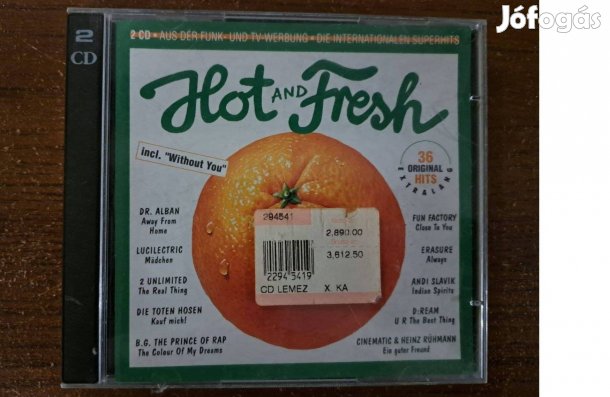 Jófogás
2 CD
2 CD • AUS DER FUNK- UND TV-WERBUNG • DIE INTERNATIONALEN SUPERHITS
Hot AND Fresh
incl. "Without You"
36
ORIGINAL
HITS
EXTRALANG
DR. ALBAN
Away From
Home
LUCILECTRIC
Mädchen
2 UNLIMITED
The Real Thing
DIE TOTEN HOSEN
Kauf mich!
B.G. THE PRINCE OF RAP
The Colour Of My Dreams
294541
2,890.00
3,612.50
2294 5419
CD LEMEZ X. KA
FUN FACTORY
Close To You
ERASURE
Always
ANDI SLAVIK
Indian Spirits
D:REAM
U R The Best Thing
CINEMATIC & HEINZ RÜHMANN
Ein guter Freund